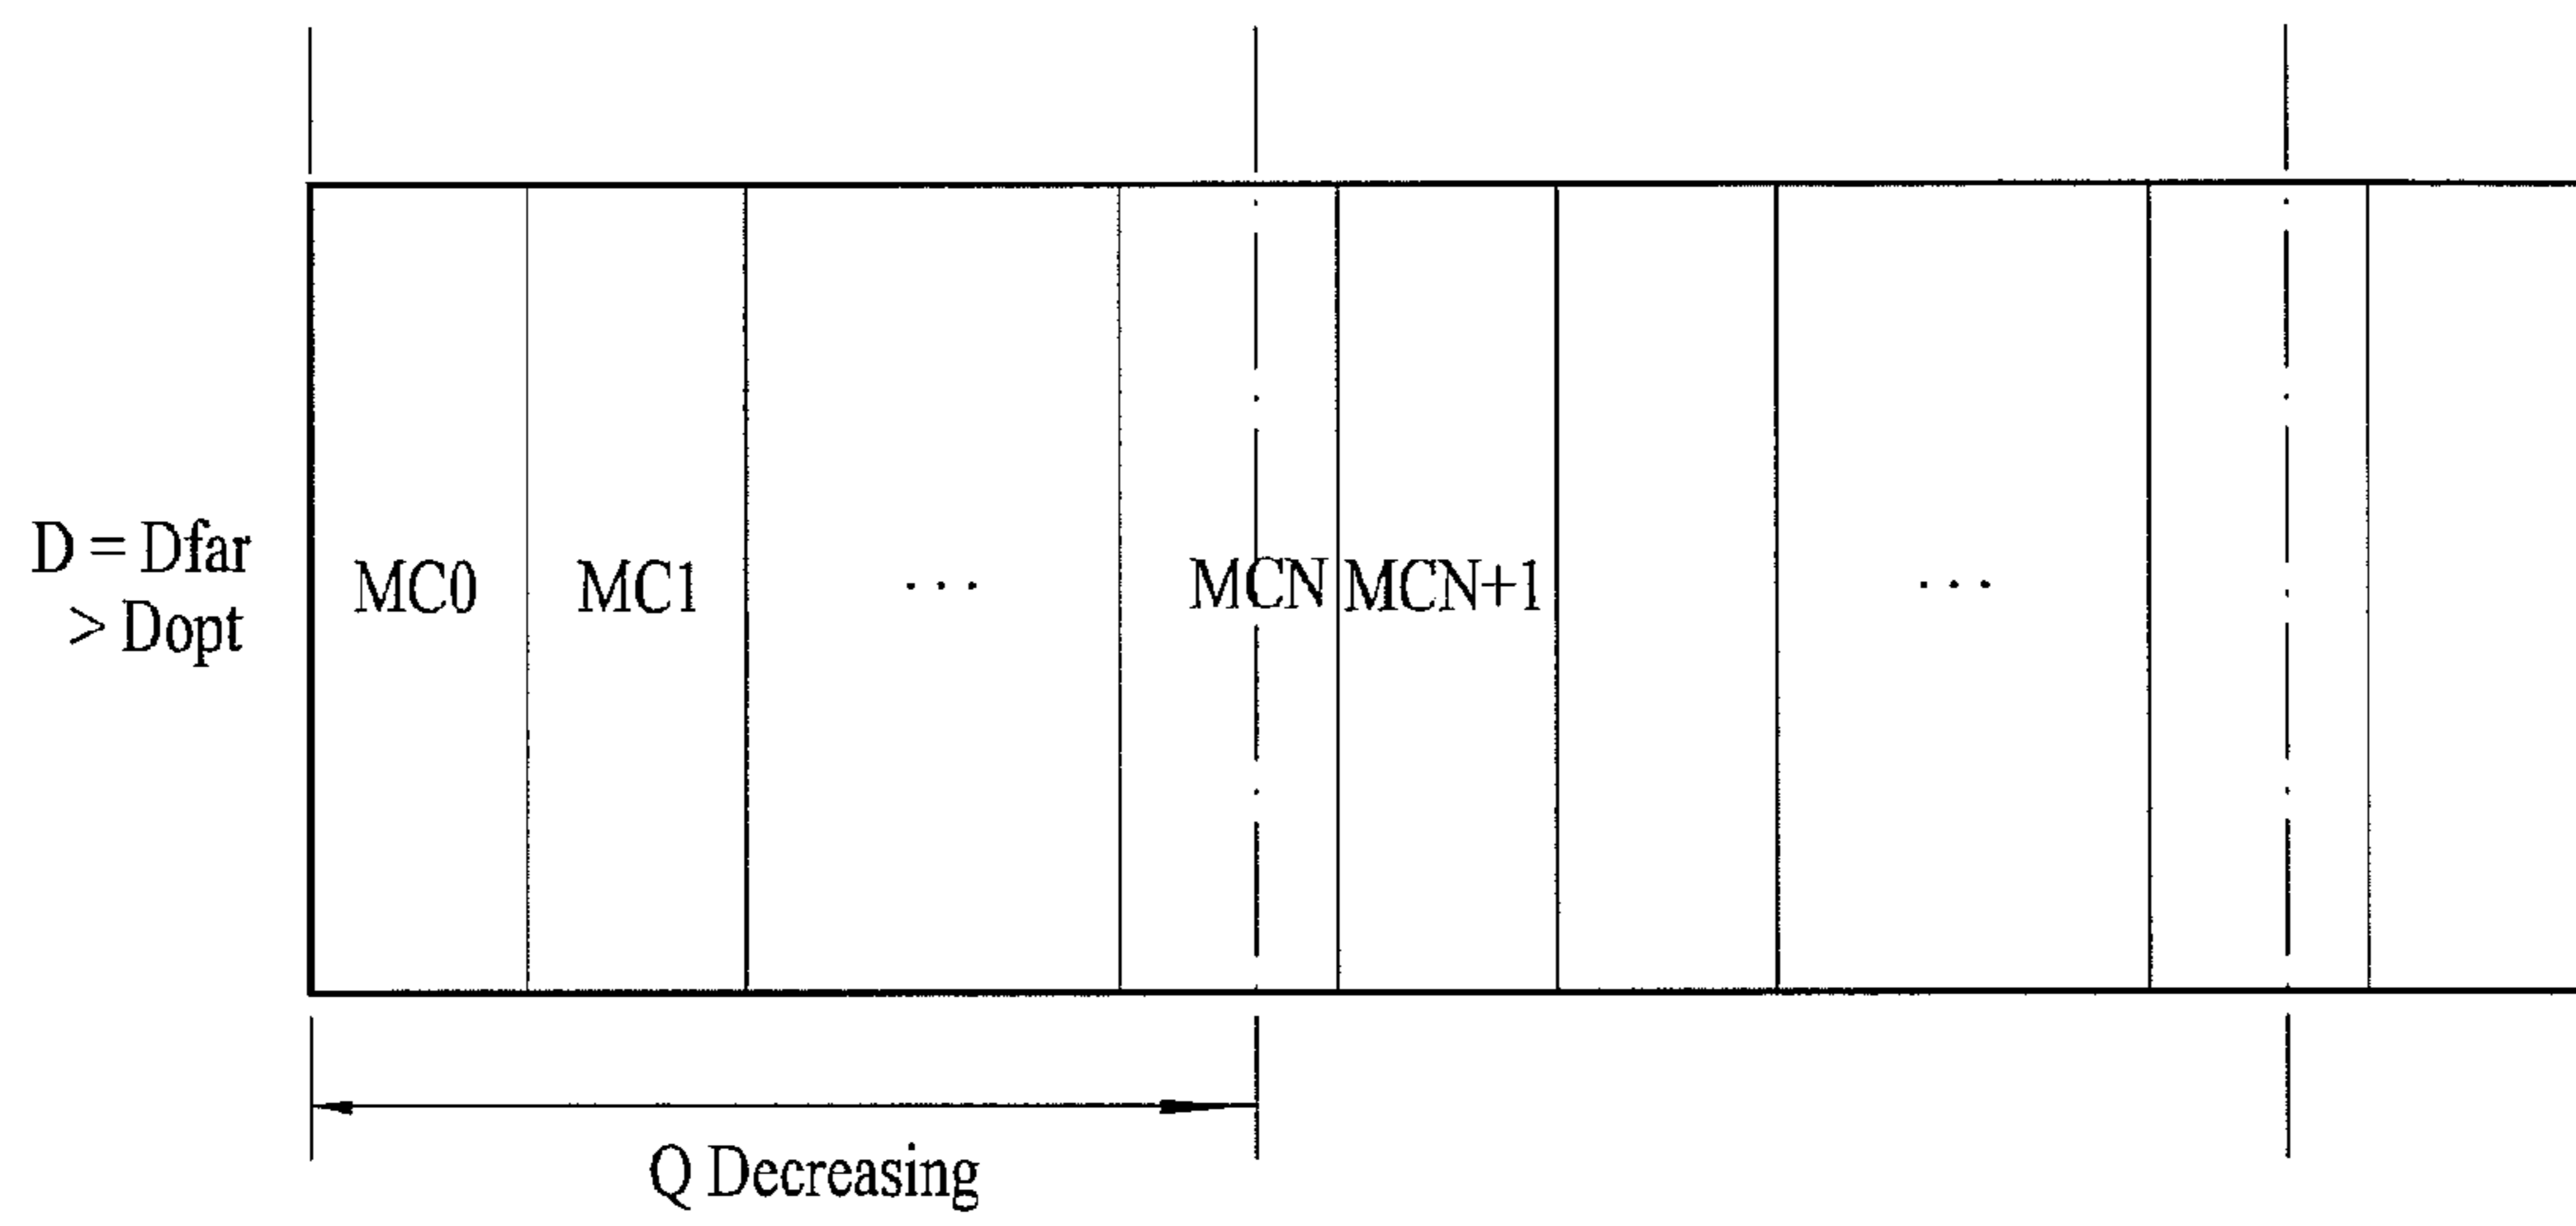 D = Dfar
> Dopt
MC0 MC1 ... MCN MCN+1 ...
Q Decreasing